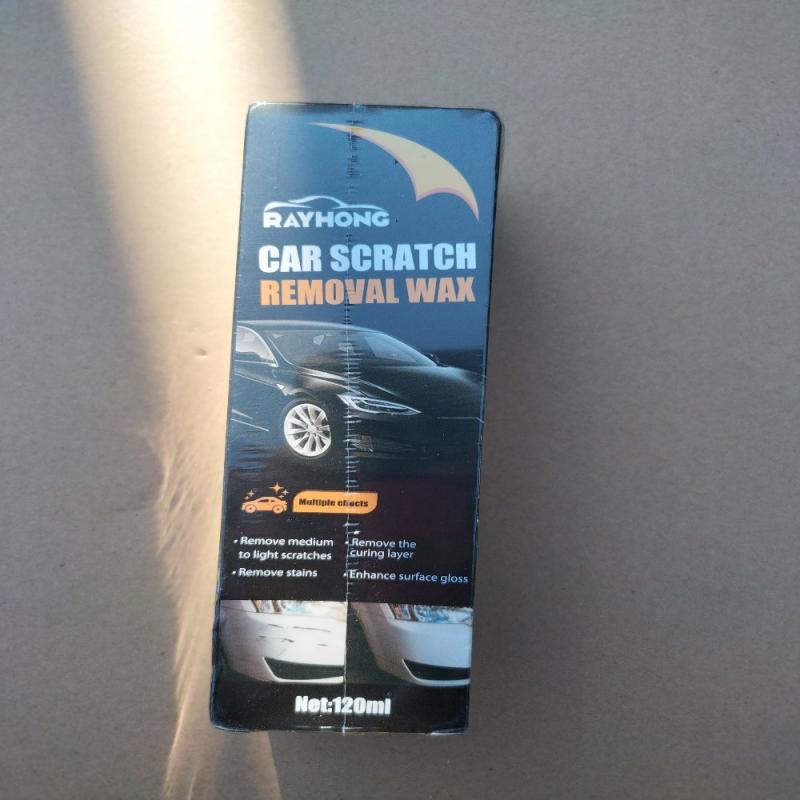 RAYHONG
CAR SCRATCH
REMOVAL WAX
Multiple effects
• Remove medium
to light scratches
• Remove stains
• Remove the
curing layer
• Enhance surface gloss
Net:120ml